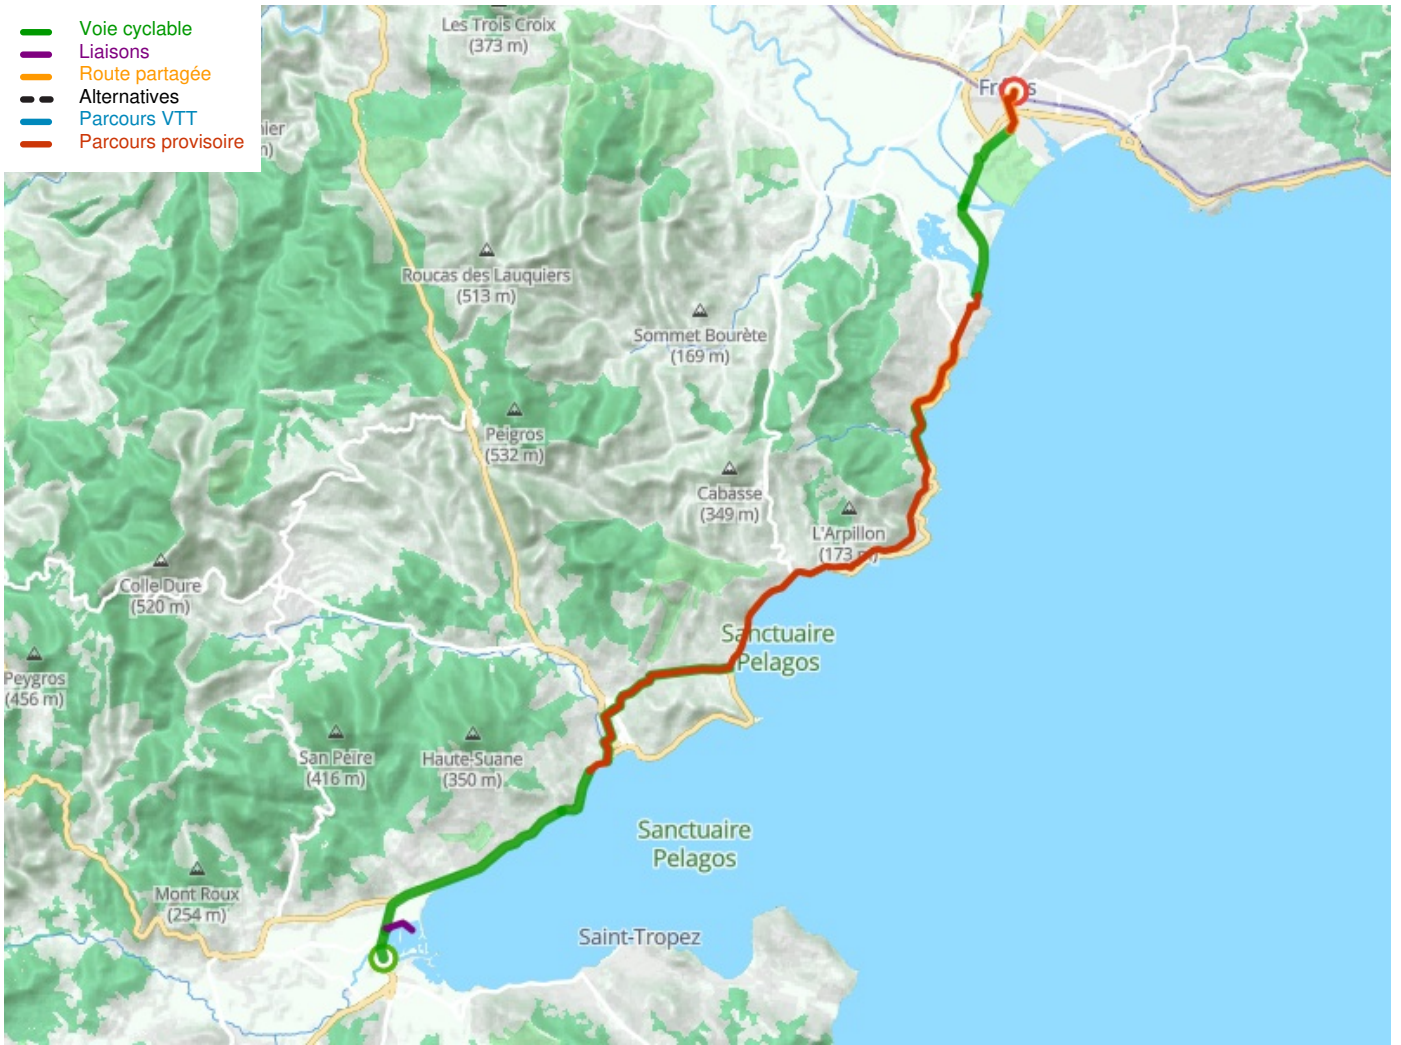 Voie cyclable
Liaisons
Route partagée
Alternatives
Parcours VTT
Parcours provisoire
Les Trois Croix
(373 m)
Roucas des Lauquiers
(513 m)
Sommet Bourète
(169 m)
Peigros
(532 m)
Cabasse
(349 m)
L'Arpillon
(173 m)
Colle Dure
(520 m)
Sanctuaire
Pelagos
Peygros
(456 m)
San Peïre
(416 m)
Haute-Suane
(350 m)
Sanctuaire
Pelagos
Mont Roux
(254 m)
Saint-Tropez